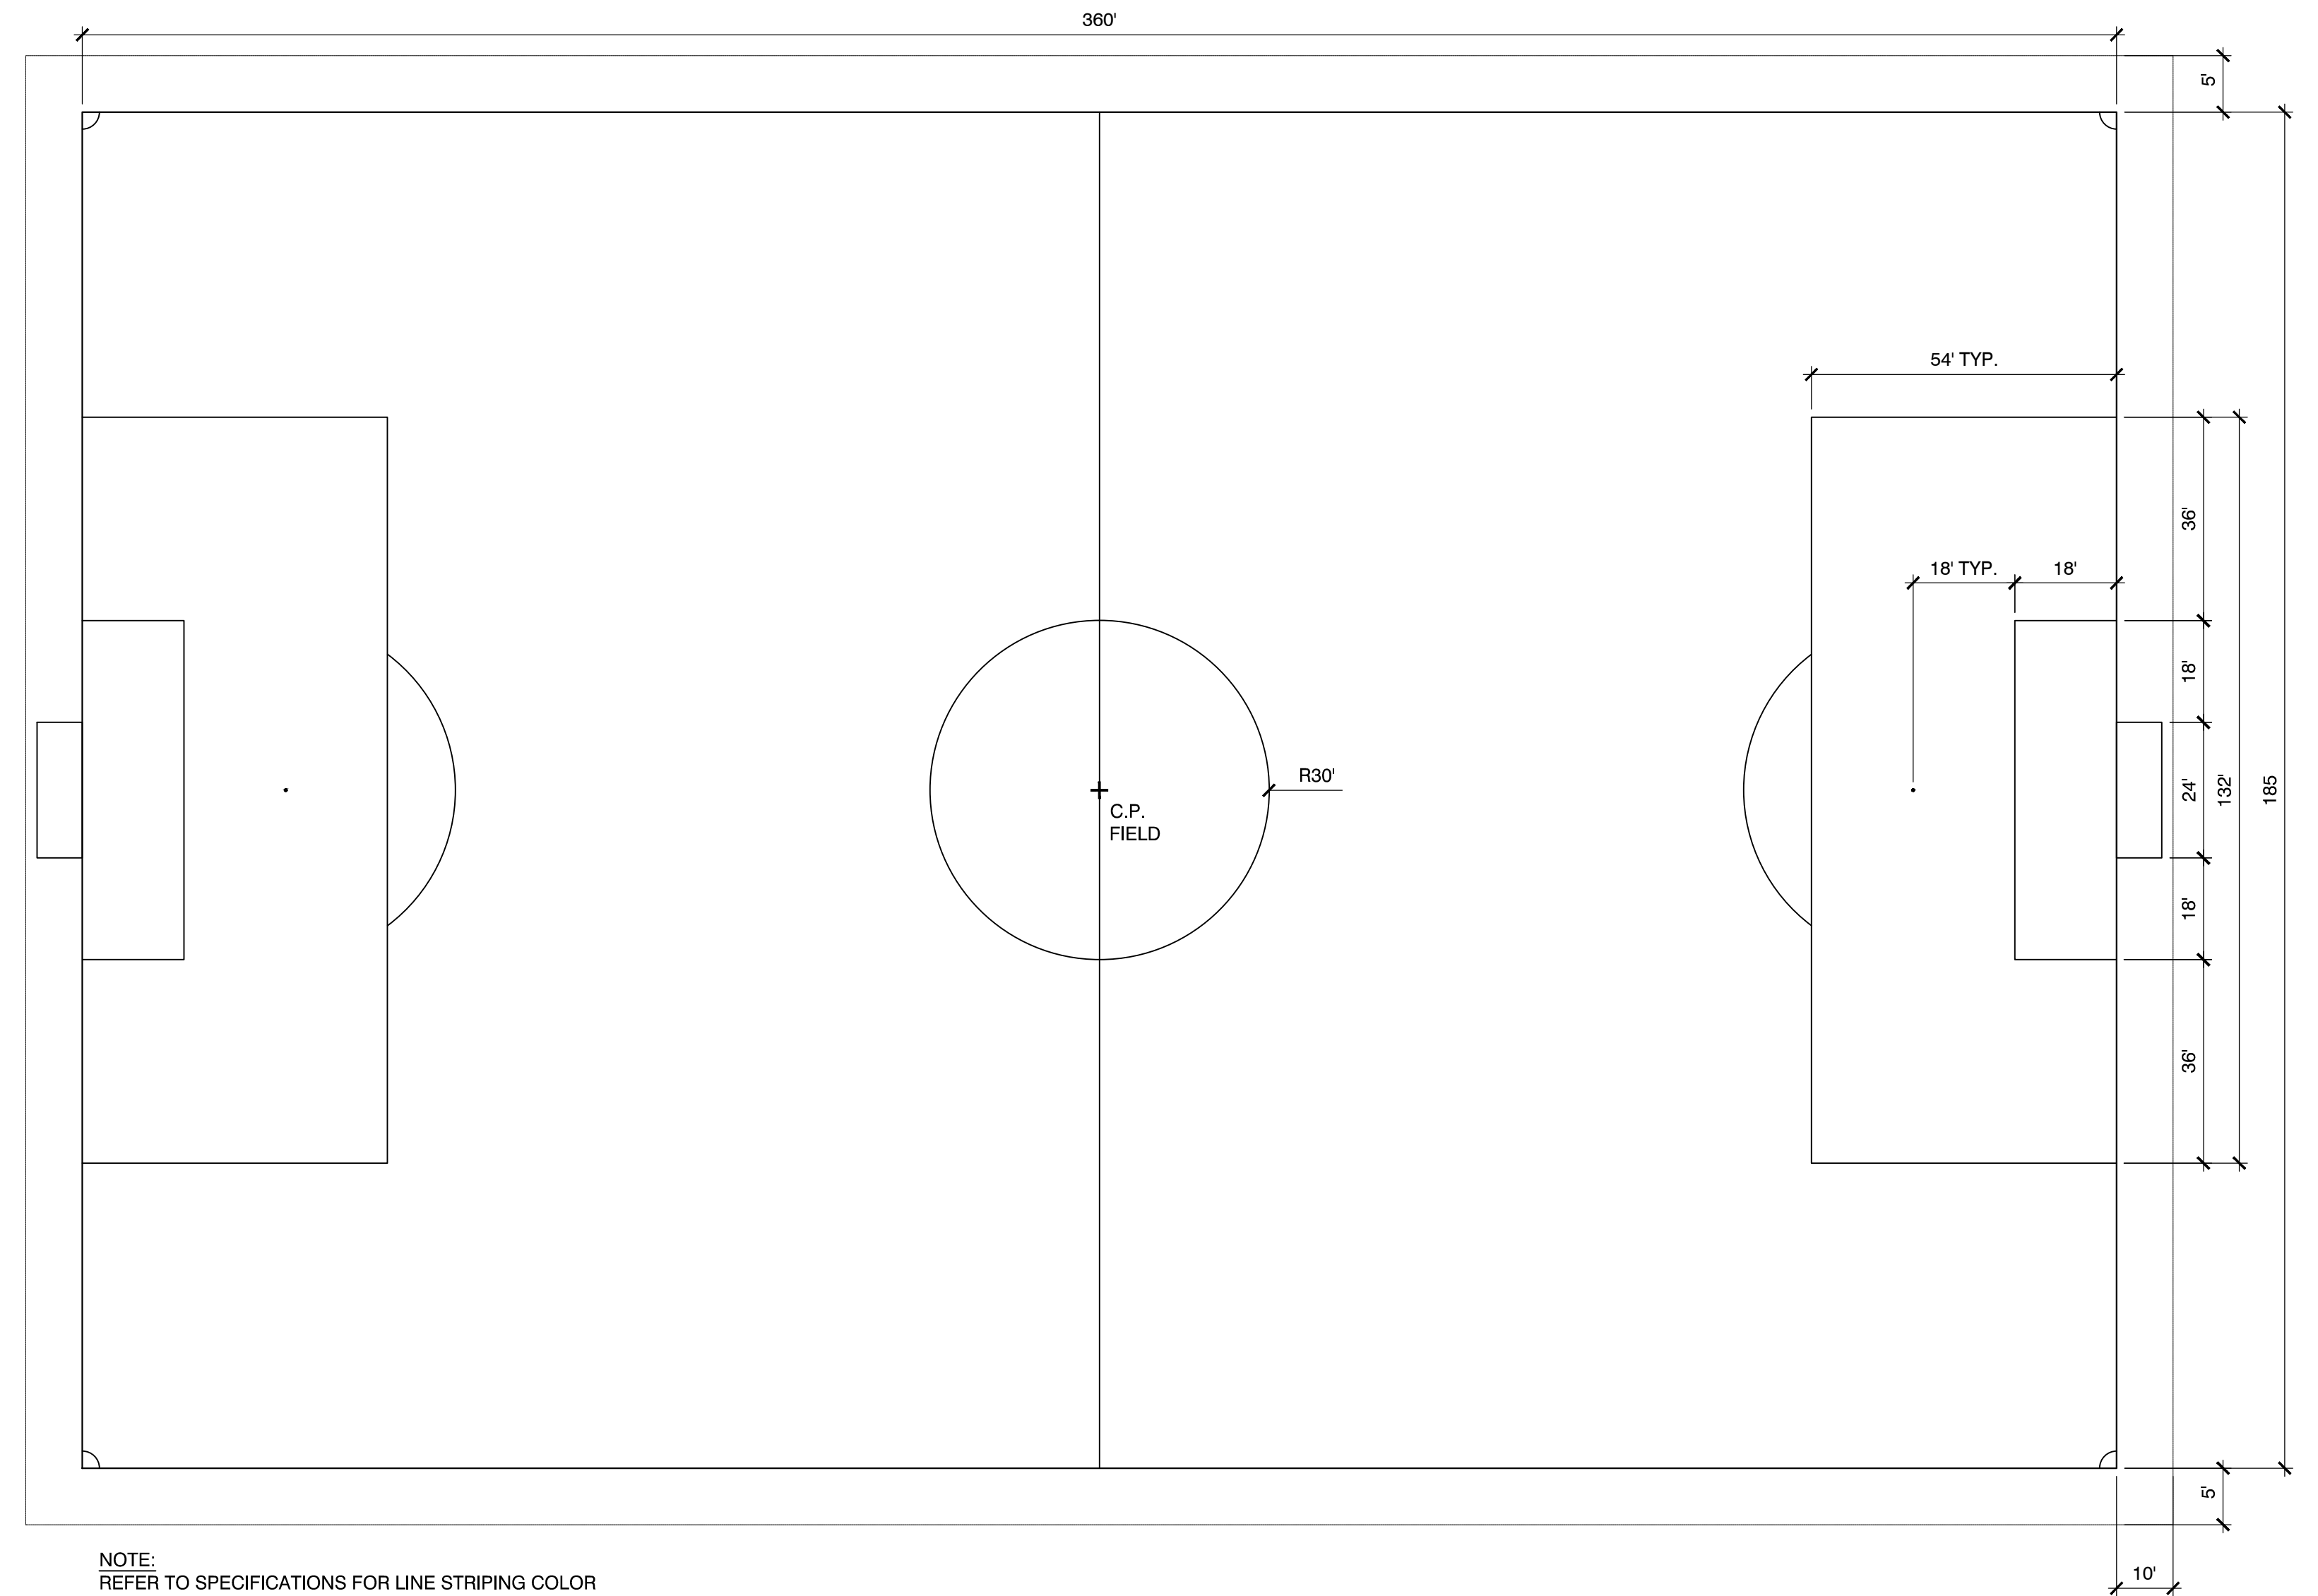 360'
5'
54' TYP.
36'
18' TYP.
18'
18'
R30'
C.P.
FIELD
24'
132'
185
18'
36'
5'
10'
NOTE:
REFER TO SPECIFICATIONS FOR LINE STRIPING COLOR